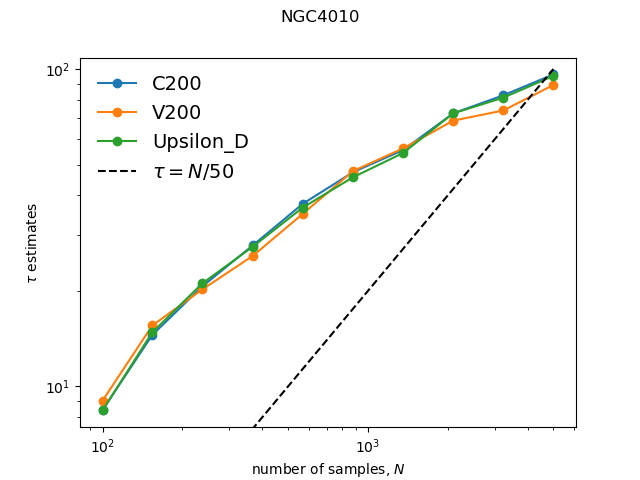 NGC4010
C200
V200
Upsilon_D
τ = N/50
10²
10¹
τ estimates
10² 10³
number of samples, N